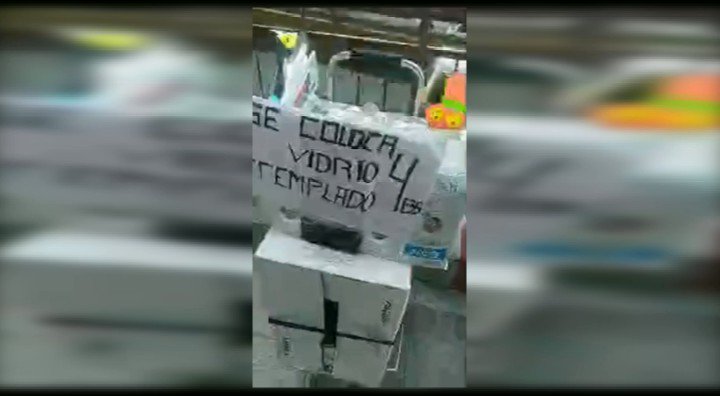 SE COLOCA
VIDRIO 4
TEMPLADO BS